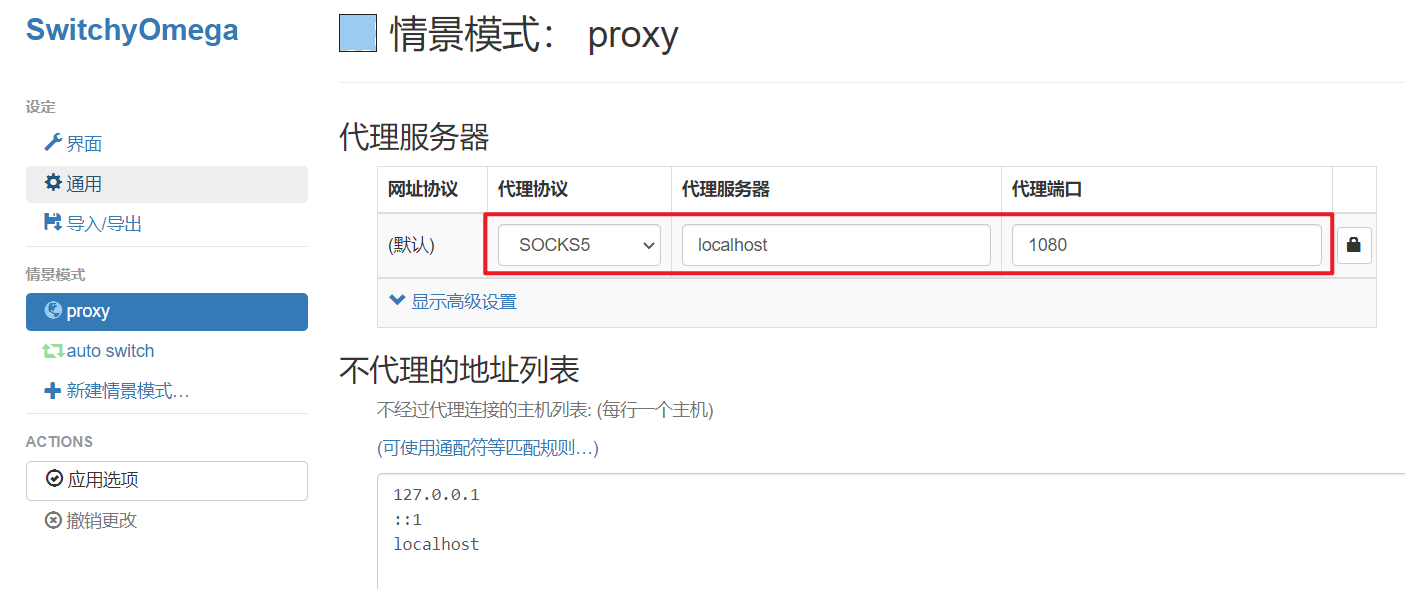 SwitchyOmega
设定
界面
通用
导入/导出
情景模式
proxy
auto switch
新建情景模式…
ACTIONS
应用选项
撤销更改
情景模式： proxy
代理服务器
网址协议 代理协议 代理服务器 代理端口
(默认) SOCKS5 localhost 1080
显示高级设置
不代理的地址列表
不经过代理连接的主机列表: (每行一个主机)
(可使用通配符等匹配规则…)
127.0.0.1
::1
localhost